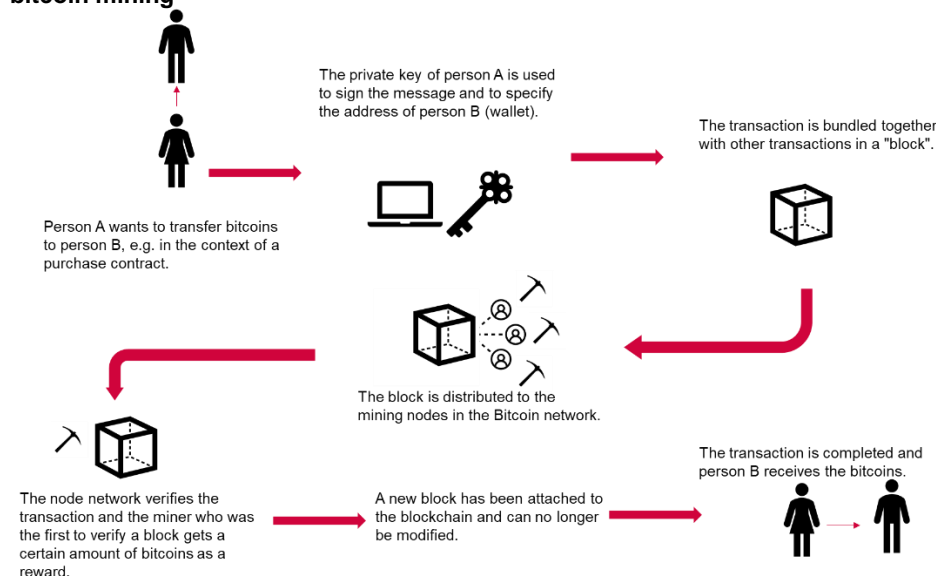 bitcoin mining
The private key of person A is used
to sign the message and to specify
the address of person B (wallet).
The transaction is bundled together
with other transactions in a "block".
Person A wants to transfer bitcoins
to person B, e.g. in the context of a
purchase contract.
The block is distributed to the
mining nodes in the Bitcoin network.
The node network verifies the
transaction and the miner who was
the first to verify a block gets a
certain amount of bitcoins as a
reward.
A new block has been attached to
the blockchain and can no longer
be modified.
The transaction is completed and
person B receives the bitcoins.